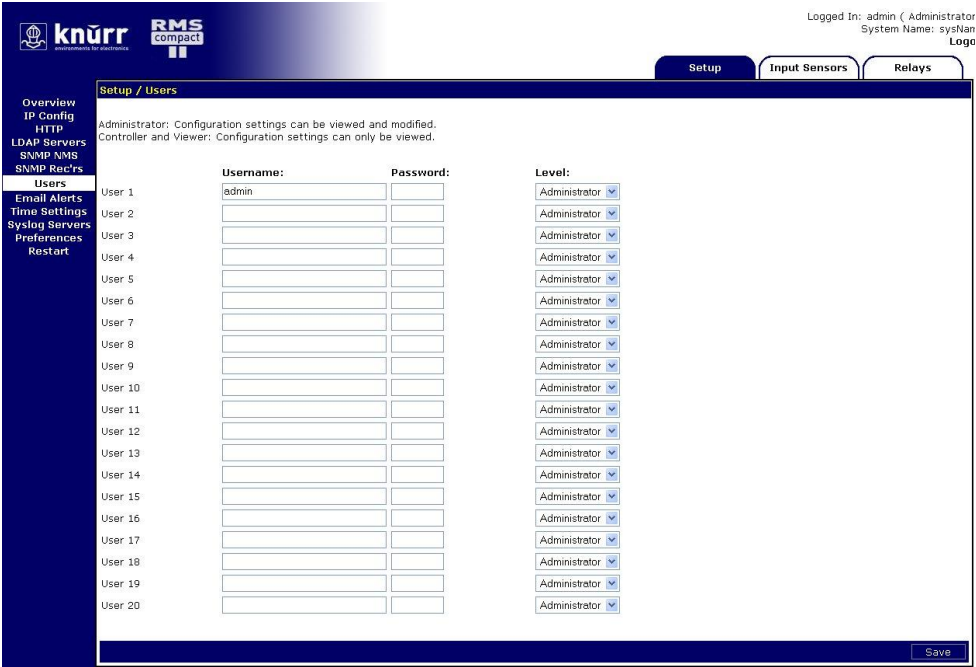 Logged In: admin ( Administrator
System Name: sysNam
Logo
knürr
environments for electronics
RMS
compact
II
Setup
Input Sensors
Relays
Setup / Users
Overview
IP Config
HTTP
LDAP Servers
SNMP NMS
SNMP Rec'rs
Users
Email Alerts
Time Settings
Syslog Servers
Preferences
Restart
Administrator: Configuration settings can be viewed and modified.
Controller and Viewer: Configuration settings can only be viewed.
Username: Password: Level:
User 1 admin Administrator
User 2 Administrator
User 3 Administrator
User 4 Administrator
User 5 Administrator
User 6 Administrator
User 7 Administrator
User 8 Administrator
User 9 Administrator
User 10 Administrator
User 11 Administrator
User 12 Administrator
User 13 Administrator
User 14 Administrator
User 15 Administrator
User 16 Administrator
User 17 Administrator
User 18 Administrator
User 19 Administrator
User 20 Administrator
Save